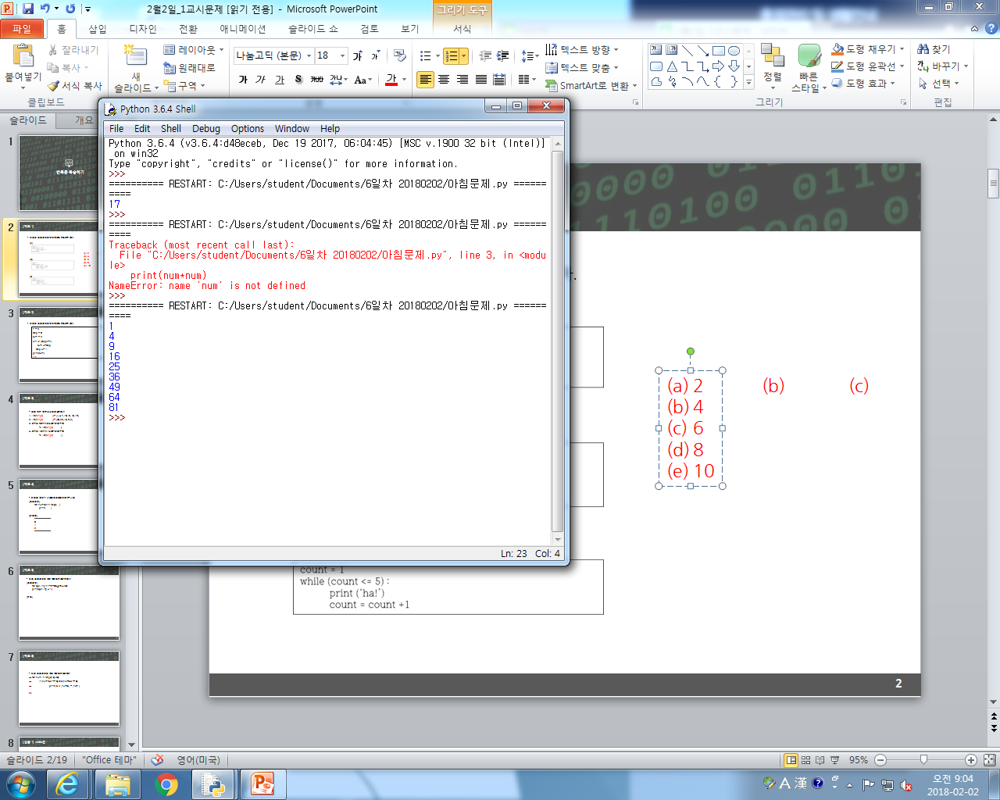 2월2일_1교시문제 [읽기 전용] - Microsoft PowerPoint
그리기 도구
파일 홈 삽입 디자인 전환 애니메이션 슬라이드 쇼 검토 보기 서식
붙여넣기
잘라내기
복사
서식 복사
클립보드
새 슬라이드
레이아웃
원래대로
구역
나눔고딕 (본문) 18
텍스트 방향
텍스트 맞춤
SmartArt로 변환
정렬
빠른 스타일
도형 채우기
도형 윤곽선
도형 효과
그리기
찾기
바꾸기
선택
편집
슬라이드 개요
Python 3.6.4 Shell
File Edit Shell Debug Options Window Help
Python 3.6.4 (v3.6.4:d48eceb, Dec 19 2017, 06:04:45) [MSC v.1900 32 bit (Intel)]
on win32
Type "copyright", "credits" or "license()" for more information.
>>>
========== RESTART: C:/Users/student/Documents/6일차 20180202/아침문제.py ======
====
17
>>>
========== RESTART: C:/Users/student/Documents/6일차 20180202/아침문제.py ======
====
Traceback (most recent call last):
File "C:/Users/student/Documents/6일차 20180202/아침문제.py", line 3, in <modu
le>
print(num*num)
NameError: name 'num' is not defined
>>>
========== RESTART: C:/Users/student/Documents/6일차 20180202/아침문제.py ======
====
1
4
9
16
25
36
49
64
81
>>>
Ln: 23 Col: 4
1
2
3
4
5
6
7
8
(a) 2 (b) (c)
(b) 4
(c) 6
(d) 8
(e) 10
count = 1
while (count <= 5) :
print ('ha!')
count = count +1
2
슬라이드 2/19 "Office 테마" 영어(미국) 95%
A 漢
오전 9:04
2018-02-02